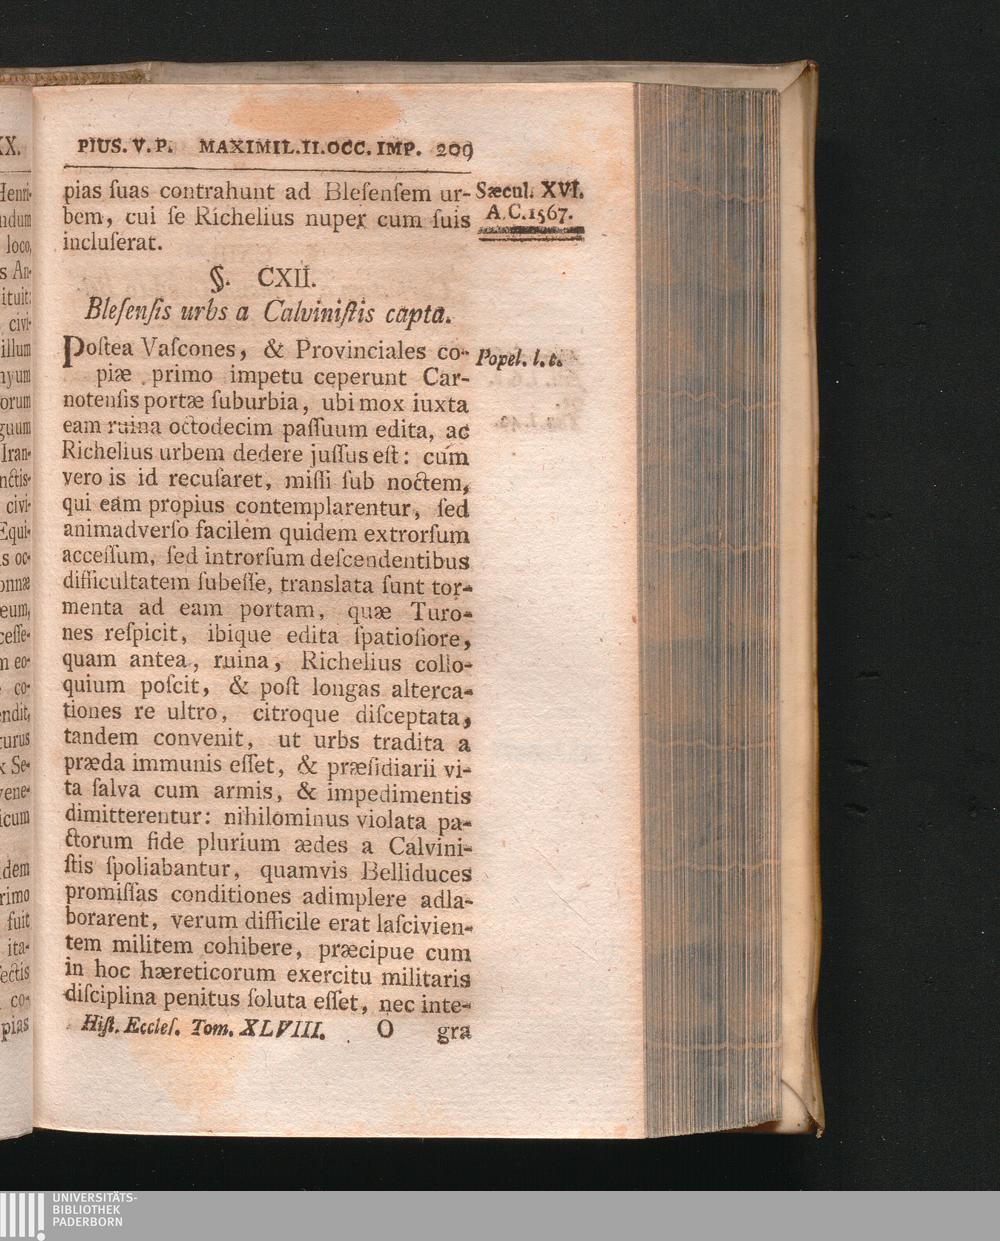 PIUS. V. P. MAXIMIL. II. OCC. IMP. 209
pias ſuas contrahunt ad Bleſenſem ur-
bem, cui ſe Richelius nuper cum ſuis
incluſerat.
Sæcul. XVI.
A. C. 1567.
§. CXII.
Bleſenſis urbs a Calviniſtis capta.
Poſtea Vaſcones, & Provinciales co-
piæ primo impetu ceperunt Car-
notenſis portæ ſuburbia, ubi mox iuxta
eam ruina octodecim paſſuum edita, ac
Richelius urbem dedere juſſus eſt: cum
vero is id recuſaret, miſſi ſub noctem,
qui eam propius contemplarentur, ſed
animadverſo facilem quidem extrorſum
acceſſum, ſed introrſum deſcendentibus
difficultatem ſubeſſe, translata ſunt tor-
menta ad eam portam, quæ Turo-
nes reſpicit, ibique edita ſpatioſiore,
quam antea, ruina, Richelius collo-
quium poſcit, & poſt longas alterca-
tiones re ultro, citroque diſceptata,
tandem convenit, ut urbs tradita a
præda immunis eſſet, & præſidiarii vi-
ta ſalva cum armis, & impedimentis
dimitterentur: nihilominus violata pa-
ctorum fide plurium ædes a Calvini-
ſtis ſpoliabantur, quamvis Belliduces
promiſſas conditiones adimplere adla-
borarent, verum difficile erat laſcivien-
tem militem cohibere, præcipue cum
in hoc hæreticorum exercitu militaris
diſciplina penitus ſoluta eſſet, nec inte-
Popel. l. c.
Hiſt. Eccleſ. Tom. XLVIII. O gra
UNIVERSITÄTS-
BIBLIOTHEK
PADERBORN